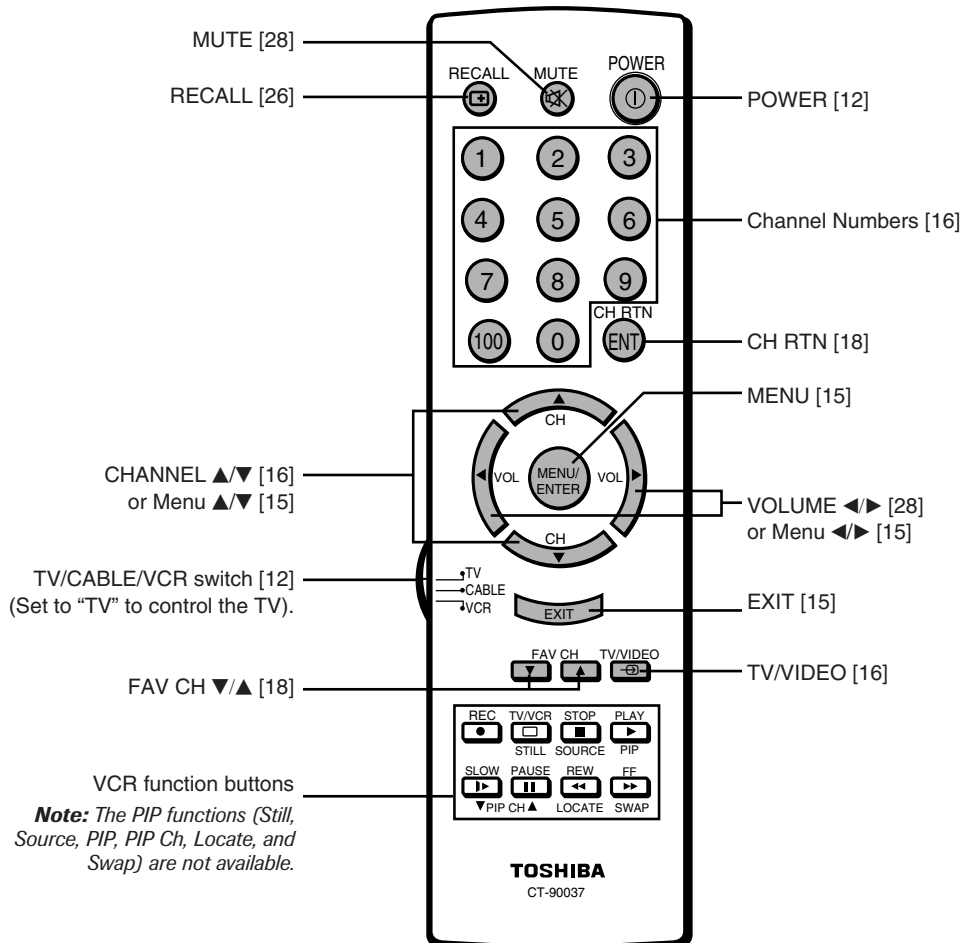 MUTE [28]
RECALL [26]
RECALL
MUTE
POWER
POWER [12]
1
2
3
4
5
6
Channel Numbers [16]
7
8
9
CH RTN
100
0
ENT
CH RTN [18]
MENU [15]
▲
CH
◀ VOL
MENU/
ENTER
VOL ▶
CH
▼
CHANNEL ▲/▼ [16]
or Menu ▲/▼ [15]
VOLUME ◀/▶ [28]
or Menu ◀/▶ [15]
TV/CABLE/VCR switch [12]
(Set to “TV” to control the TV).
TV
CABLE
VCR
EXIT
EXIT [15]
FAV CH
TV/VIDEO
▼ ▲
TV/VIDEO [16]
FAV CH ▼/▲ [18]
REC TV/VCR STOP PLAY
STILL SOURCE PIP
SLOW PAUSE REW FF
▼PIP CH▲ LOCATE SWAP
VCR function buttons
Note: The PIP functions (Still,
Source, PIP, PIP Ch, Locate, and
Swap) are not available.
TOSHIBA
CT-90037